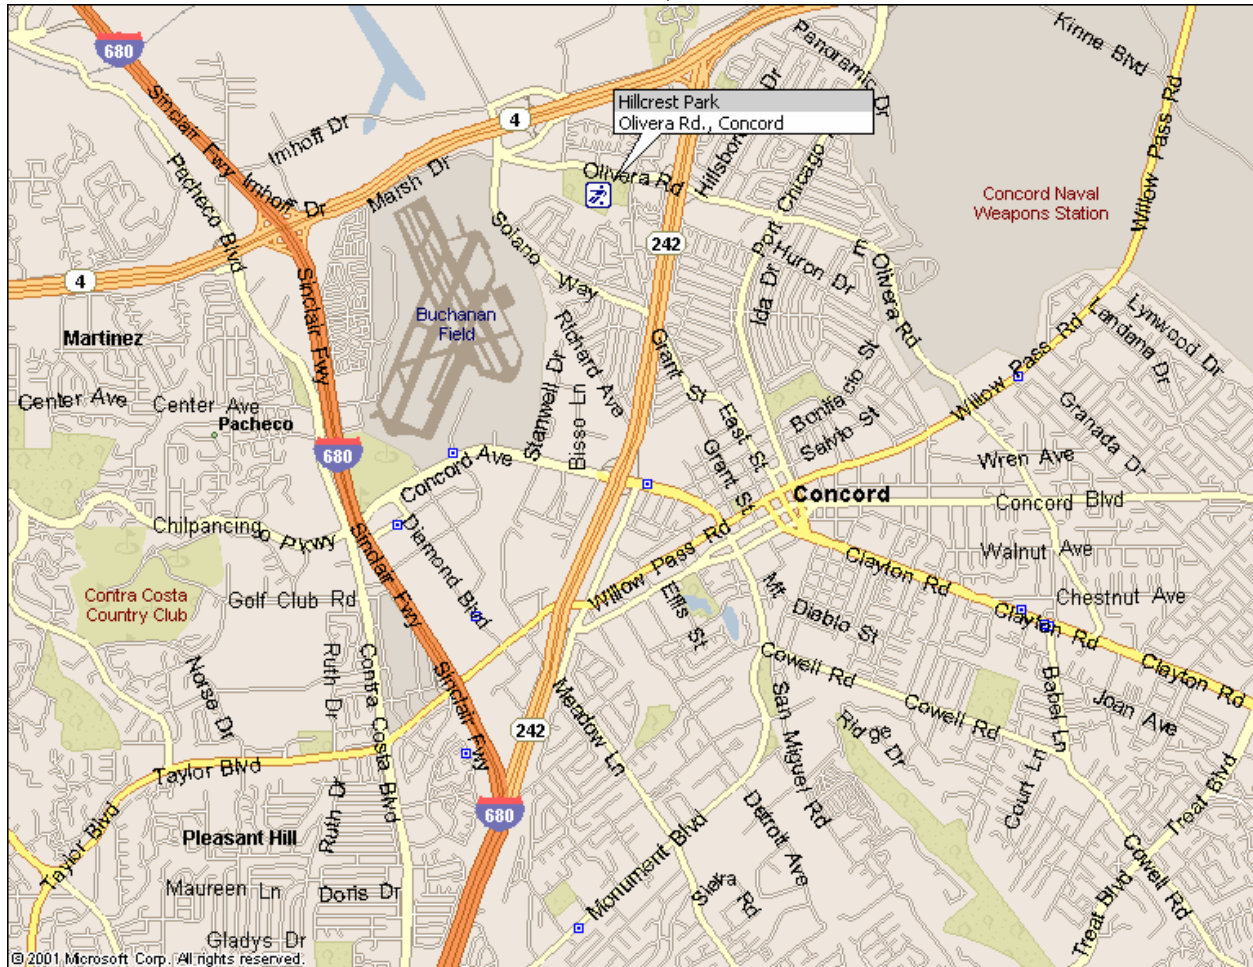 680
Sinclair Fwy
Imhoff Dr
Pacheco Blvd
Imhoff Dr
Marsh Dr
4
4
Hillcrest Park
Olivera Rd., Concord
Panoramic Dr
Kinne Blvd
Willow Pass Rd
Olivera Rd
Port Chicago
Concord Naval
Weapons Station
Solano Way
242
Huron Dr
E Olivera Rd
Ida Dr
Sinclair Fwy
Buchanan
Field
Martinez
Richard Ave
Grant St
Willow Pass Rd
Lynwood Dr
Landana Dr
Center Ave
Center Ave
Pacheco
Stanwell Dr
Bisso Ln
East St
Bonifacio St
Salvio St
Granada Dr
680
Concord Ave
Grant St
Wren Ave
Concord
Concord Blvd
Chilpancingo Pkwy
Diamond Blvd
Willow Pass Rd
Clayton Rd
Walnut Ave
Contra Costa
Country Club
Golf Club Rd
Sinclair Fwy
Ellis St
Mt Diablo St
Chestnut Ave
Clayton Rd
Clayton Rd
Norse Dr
Ruth Dr
Contra Costa Blvd
Sinclair Fwy
Cowell Rd
Cowell Rd
San Miguel Rd
Babel Ln
Joan Ave
242
Meadow Ln
Ridge Dr
Taylor Blvd
Court Ln
Treat Blvd
680
Ruth Dr
Pleasant Hill
Detroit Ave
Taylor Blvd
Monument Blvd
Cowell Rd
Maureen Ln
Doris Dr
Treat Blvd
Gladys Dr
© 2001 Microsoft Corp. All rights reserved.